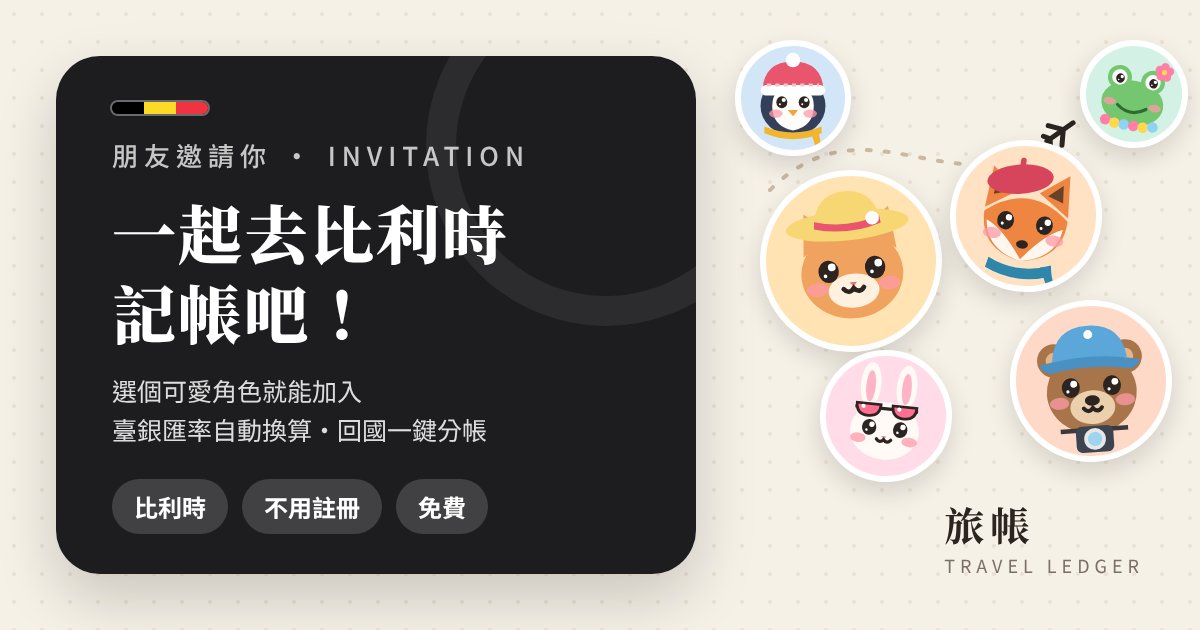 朋友邀請你 • INVITATION
一起去比利時
記帳吧！
選個可愛角色就能加入
臺銀匯率自動換算・回國一鍵分帳
比利時 不用註冊 免費
旅帳
TRAVEL LEDGER